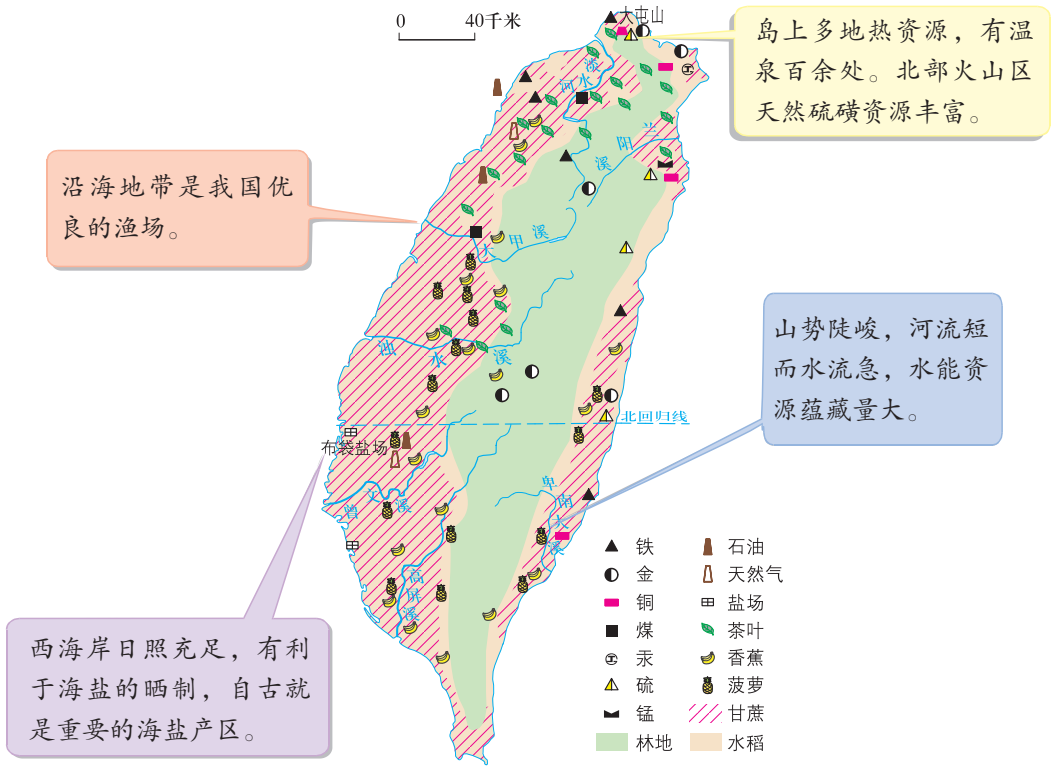 0 40千米
大屯山
岛上多地热资源，有温
泉百余处。北部火山区
天然硫磺资源丰富。
淡
水
河
兰
阳
溪
沿海地带是我国优
良的渔场。
大甲溪
山势陡峻，河流短
而水流急，水能资
源蕴藏量大。
浊水溪
北回归线
布袋盐场
曾文溪
卑
南
大
溪
高
屏
溪
西海岸日照充足，有利
于海盐的晒制，自古就
是重要的海盐产区。
铁 石油
金 天然气
铜 盐场
煤 茶叶
汞 香蕉
硫 菠萝
锰 甘蔗
林地 水稻